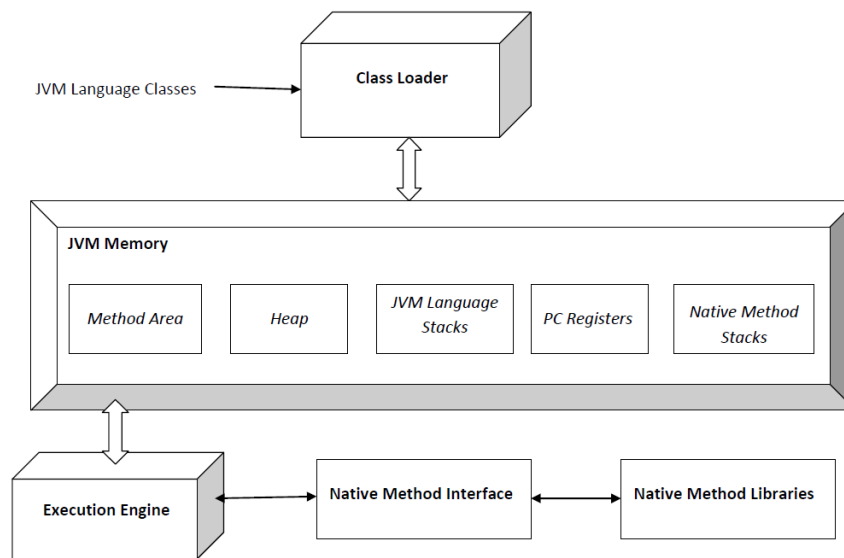 Class Loader
JVM Language Classes
JVM Memory
Method Area
Heap
JVM Language
Stacks
PC Registers
Native Method
Stacks
Execution Engine
Native Method Interface
Native Method Libraries